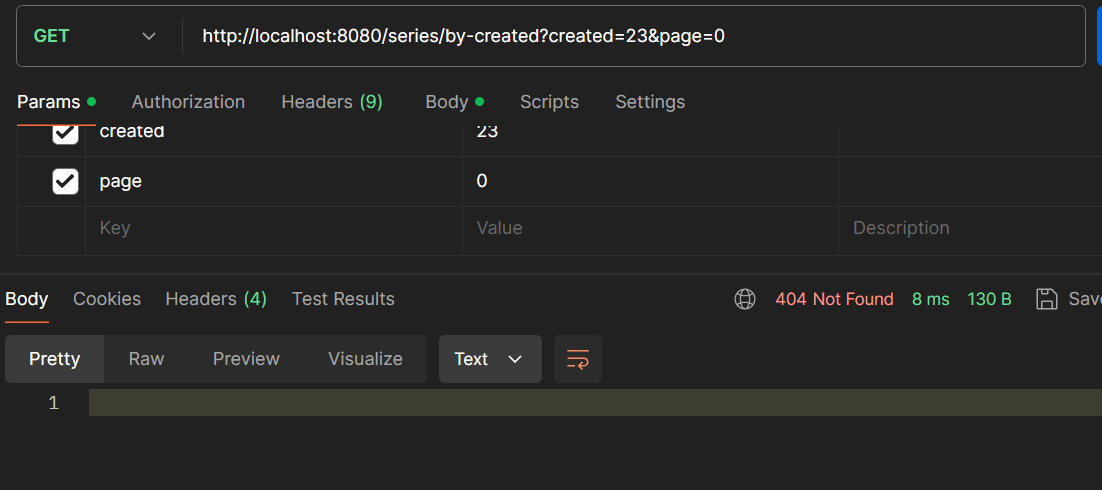 GET http://localhost:8080/series/by-created?created=23&page=0
Params Authorization Headers (9) Body Scripts Settings
created 23
page 0
Key Value Description
Body Cookies Headers (4) Test Results 404 Not Found 8 ms 130 B Save
Pretty Raw Preview Visualize Text
1